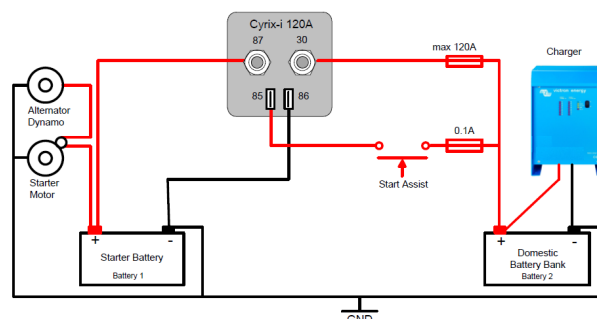 Cyrix-i 120A
87
30
85
86
max 120A
Charger
Alternator
Dynamo
0.1A
Starter
Motor
Start Assist
+
-
Starter Battery
Battery 1
+
-
Domestic
Battery Bank
Battery 2
GND